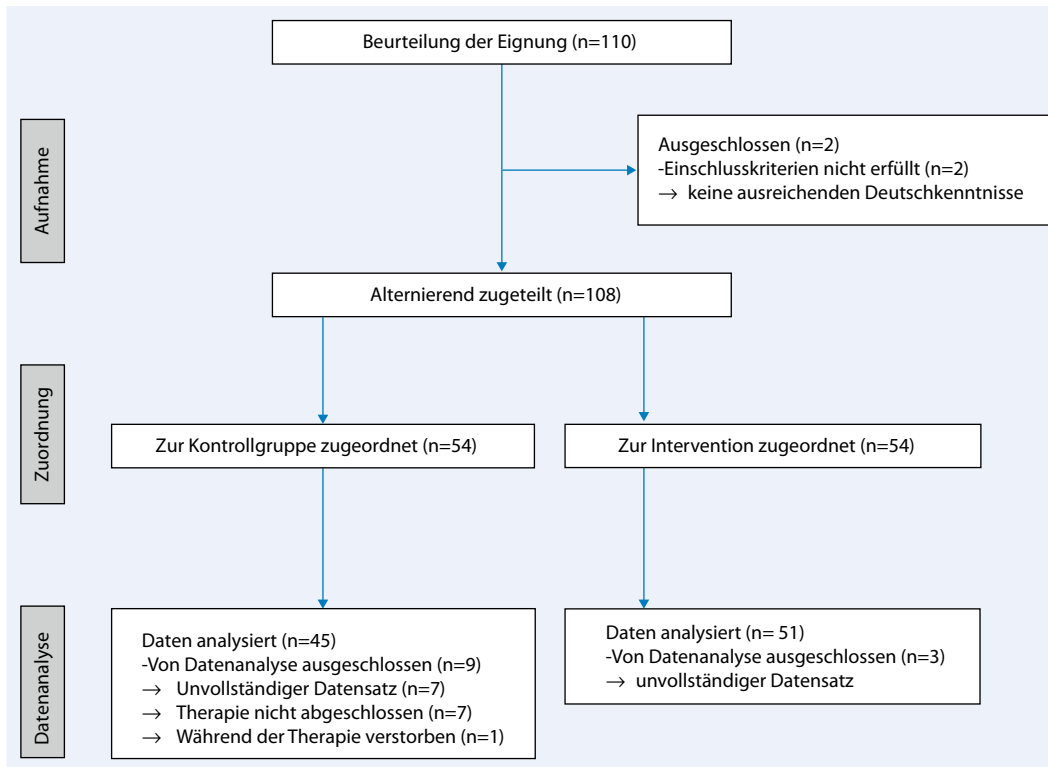 Beurteilung der Eignung (n=110)
Aufnahme
Ausgeschlossen (n=2)
-Einschlusskriterien nicht erfüllt (n=2)
→ keine ausreichenden Deutschkenntnisse
Alternierend zugeteilt (n=108)
Zuordnung
Zur Kontrollgruppe zugeordnet (n=54)
Zur Intervention zugeordnet (n=54)
Datenanalyse
Daten analysiert (n=45)
-Von Datenanalyse ausgeschlossen (n=9)
→ Unvollständiger Datensatz (n=7)
→ Therapie nicht abgeschlossen (n=7)
→ Während der Therapie verstorben (n=1)
Daten analysiert (n= 51)
-Von Datenanalyse ausgeschlossen (n=3)
→ unvollständiger Datensatz